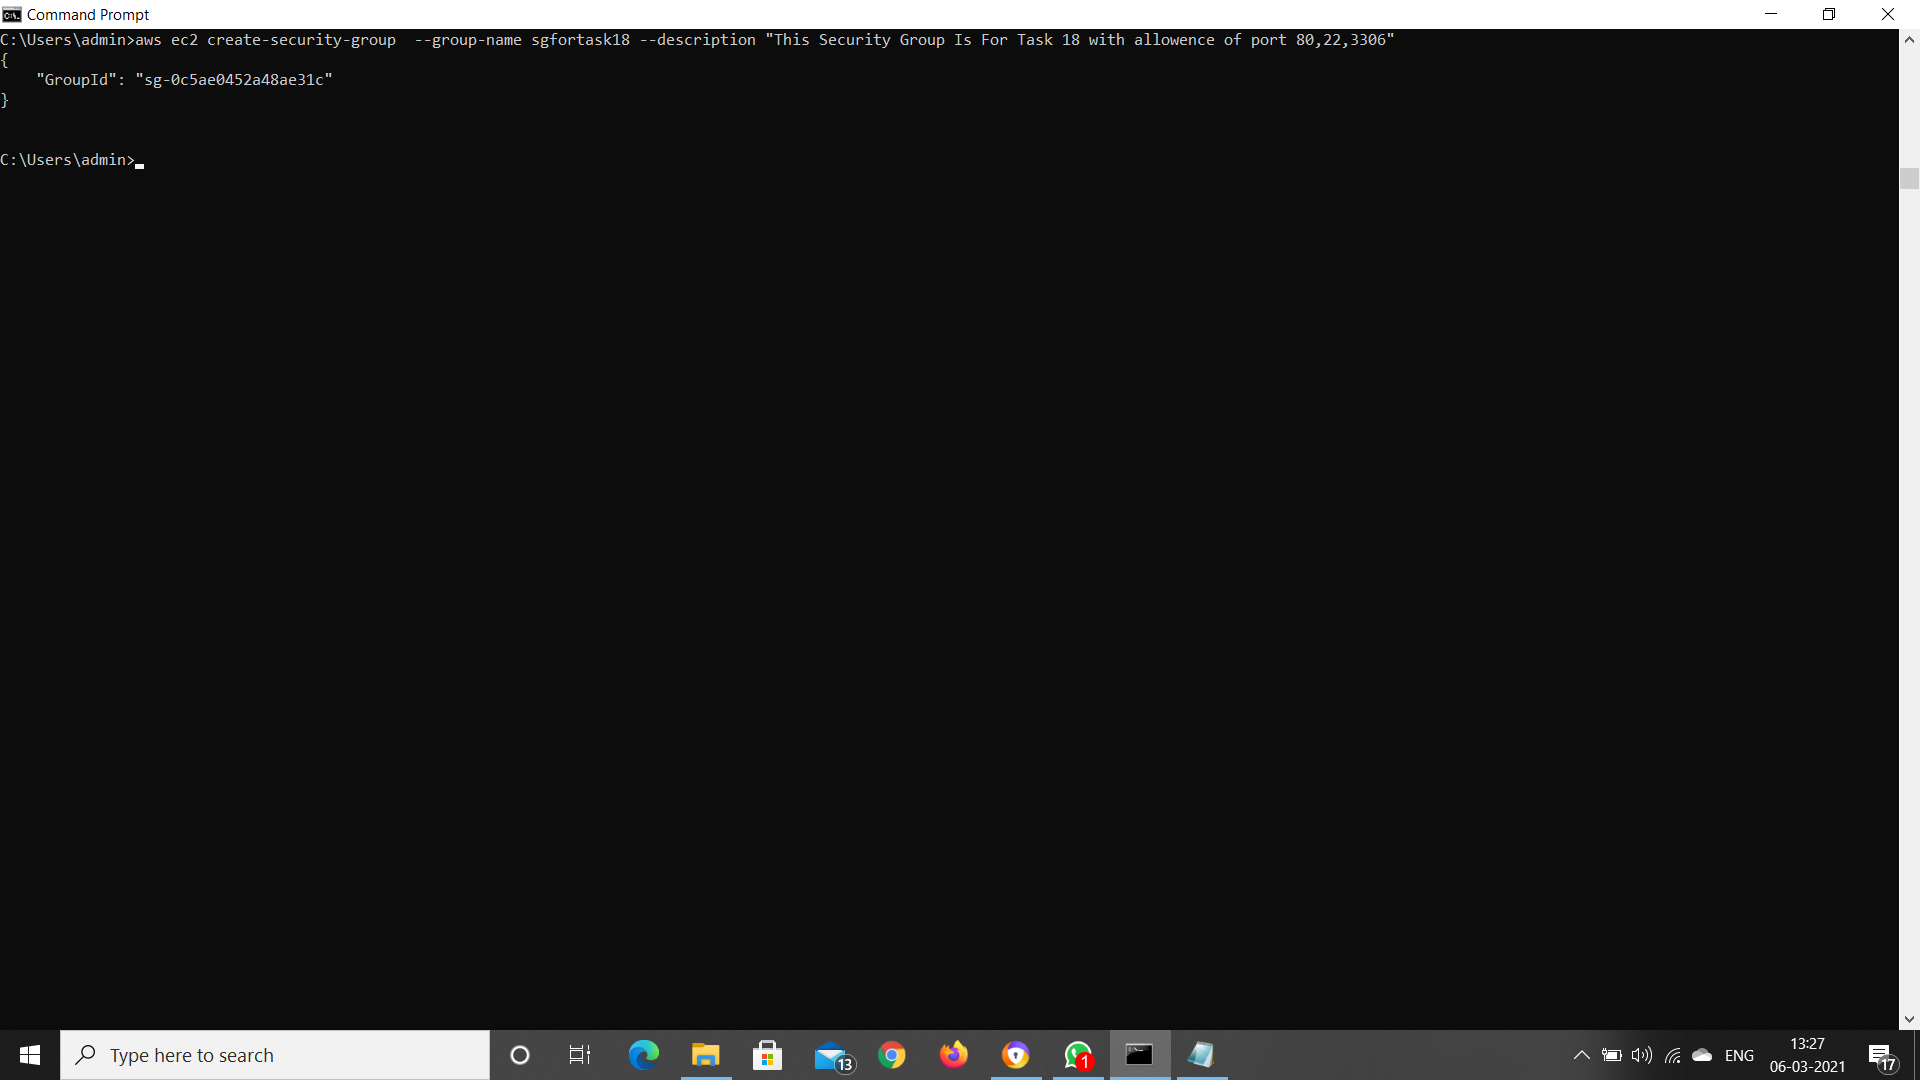 Command Prompt
C:\Users\admin>aws ec2 create-security-group  --group-name sgfortask18 --description "This Security Group Is For Task 18 with allowence of port 80,22,3306"
{
    "GroupId": "sg-0c5ae0452a48ae31c"
}
C:\Users\admin>
Type here to search
13
1
ENG
13:27
06-03-2021
17